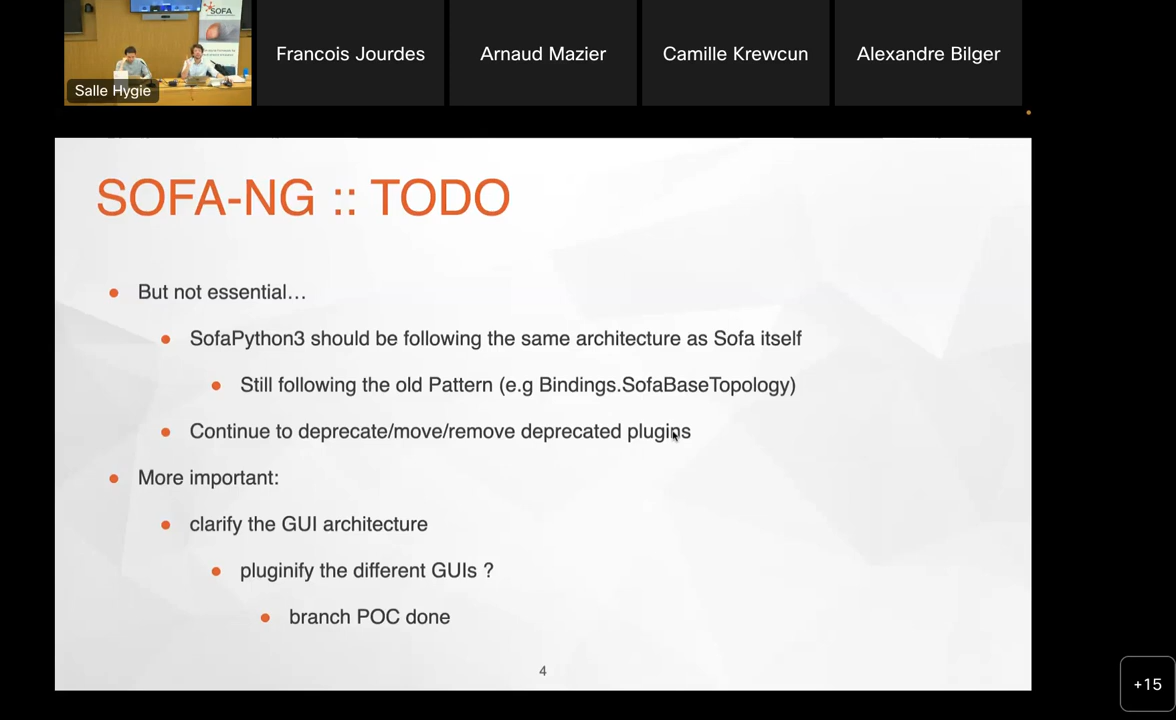 SOFA
Salle Hygie
Francois Jourdes
Arnaud Mazier
Camille Krewcun
Alexandre Bilger
SOFA-NG :: TODO
But not essential…
SofaPython3 should be following the same architecture as Sofa itself
Still following the old Pattern (e.g Bindings.SofaBaseTopology)
Continue to deprecate/move/remove deprecated plugins
More important:
clarify the GUI architecture
pluginify the different GUIs ?
branch POC done
4
+15